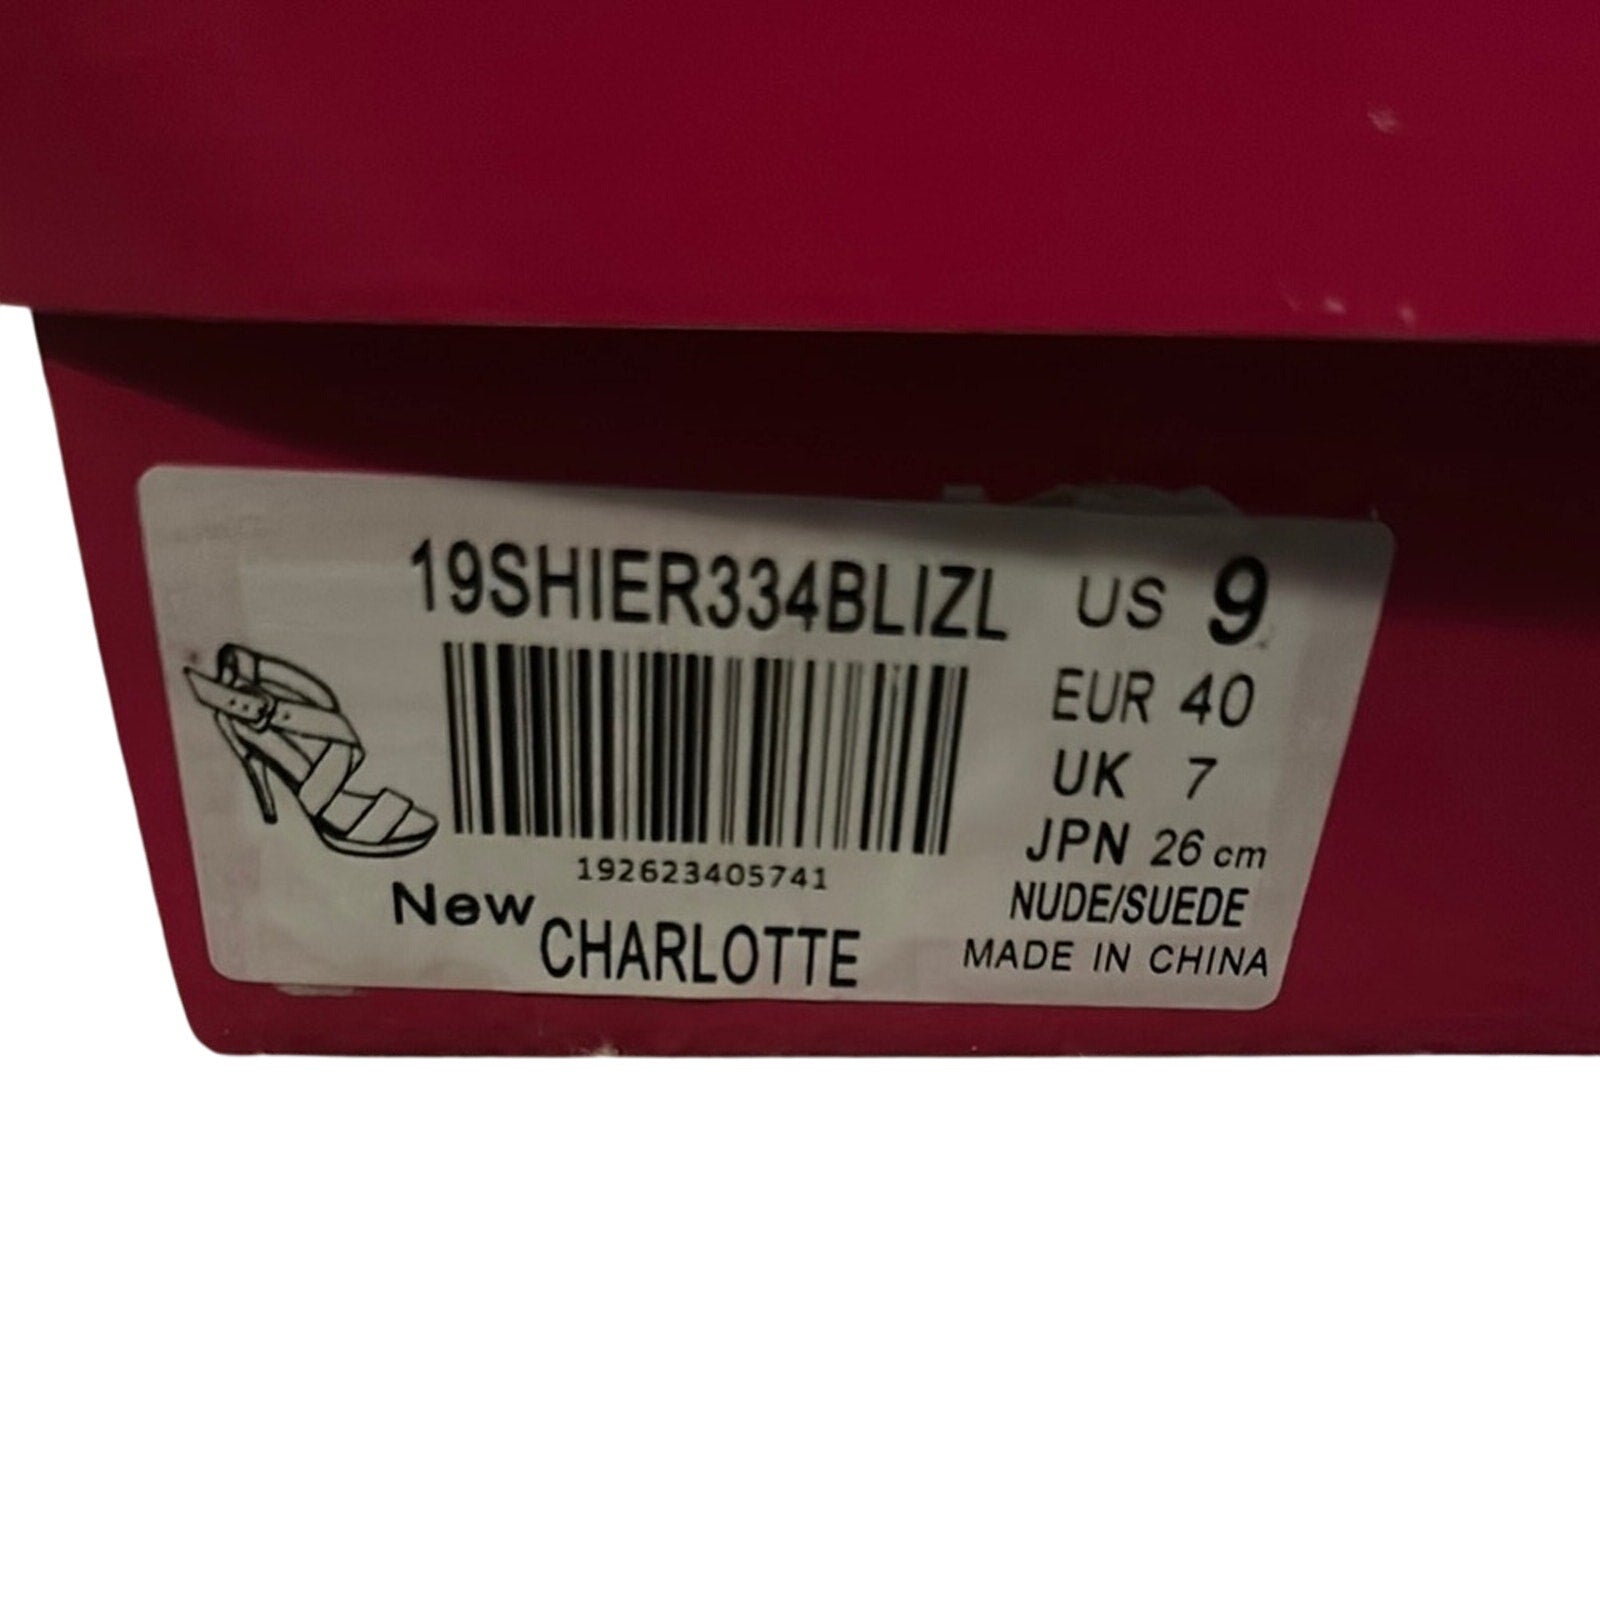 19SHIER334BLIZL
US 9
EUR 40
UK 7
JPN 26 cm
192623405741
NUDE/SUEDE
New CHARLOTTE
MADE IN CHINA